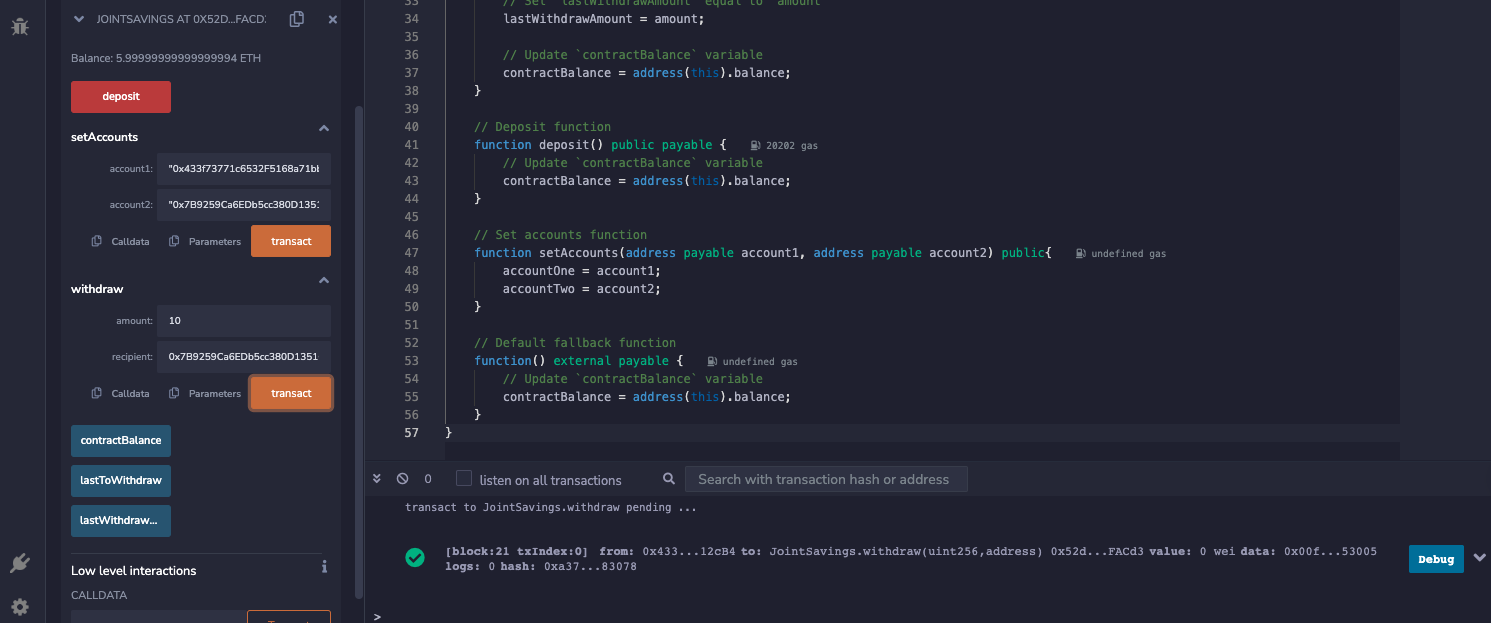 JOINTSAVINGS AT 0X52D...FACD3
Balance: 5.99999999999999994 ETH
deposit
setAccounts
account1: "0x433f73771c6532F5168a71bb
account2: "0x7B9259Ca6EDb5cc380D1351
Calldata Parameters transact
withdraw
amount: 10
recipient: 0x7B9259Ca6EDb5cc380D1351
Calldata Parameters transact
contractBalance
lastToWithdraw
lastWithdraw...
Low level interactions
CALLDATA
33 // Set `lastWithdrawAmount` equal to `amount`
34 lastWithdrawAmount = amount;
35
36 // Update `contractBalance` variable
37 contractBalance = address(this).balance;
38 }
39
40 // Deposit function
41 function deposit() public payable { 20202 gas
42 // Update `contractBalance` variable
43 contractBalance = address(this).balance;
44 }
45
46 // Set accounts function
47 function setAccounts(address payable account1, address payable account2) public{ undefined gas
48 accountOne = account1;
49 accountTwo = account2;
50 }
51
52 // Default fallback function
53 function() external payable { undefined gas
54 // Update `contractBalance` variable
55 contractBalance = address(this).balance;
56 }
57 }
0 listen on all transactions Search with transaction hash or address
transact to JointSavings.withdraw pending ...
[block:21 txIndex:0] from: 0x433...12cB4 to: JointSavings.withdraw(uint256,address) 0x52d...FACd3 value: 0 wei data: 0x00f...53005
logs: 0 hash: 0xa37...83078
Debug
>